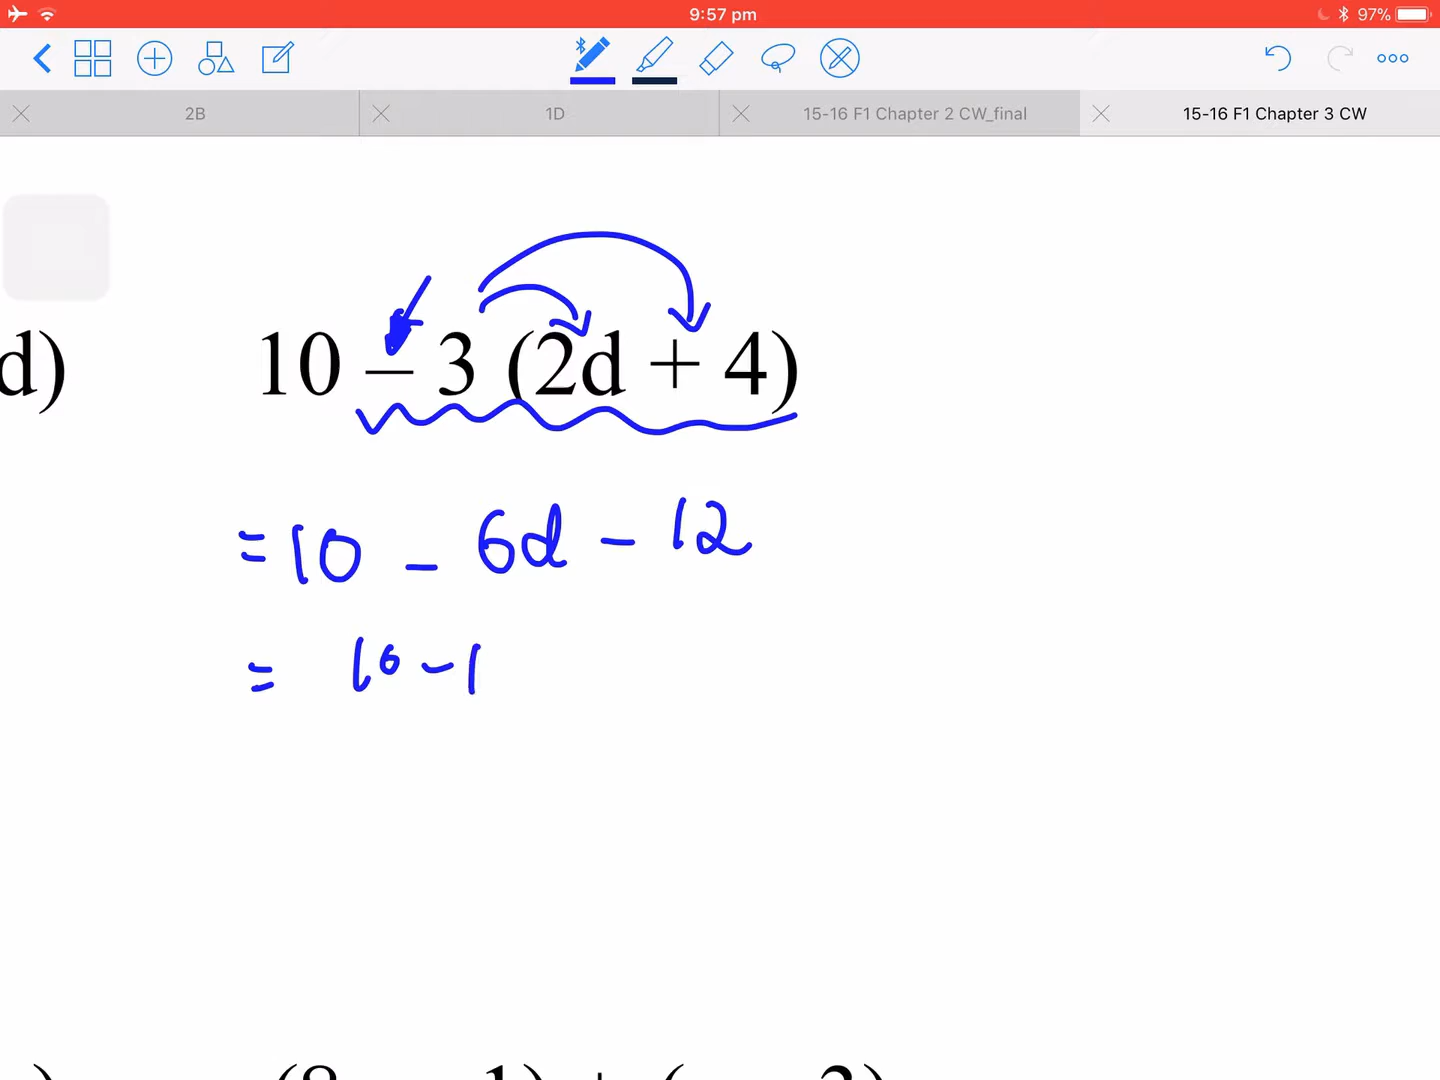 9:57 pm
97%
2B
1D
15-16 F1 Chapter 2 CW_final
15-16 F1 Chapter 3 CW
d) 10 – 3 (2d + 4)
= 10 – 6d – 12
= 10 – 1